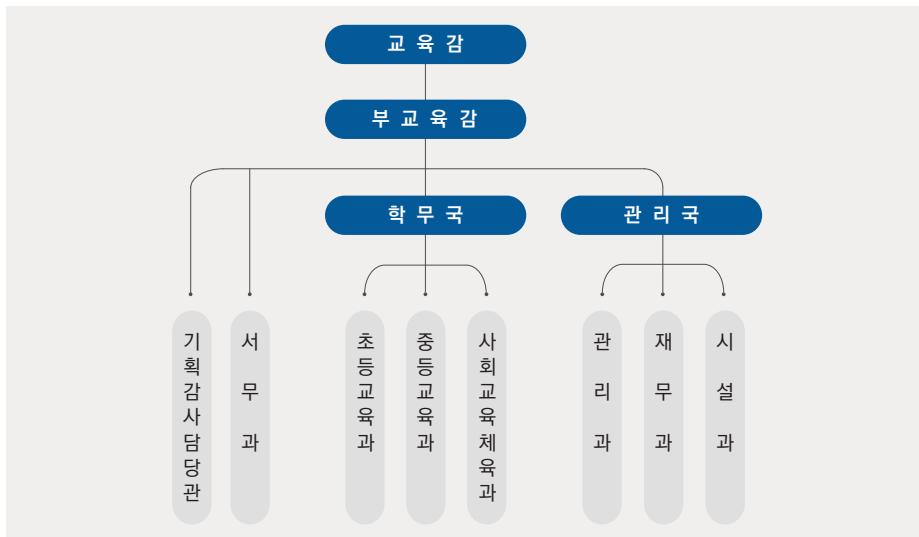 교 육 감
부 교 육 감
학 무 국
관 리 국
기획감사담당관
서 무 과
초등교육과
중등교육과
사회교육체육과
관 리 과
재 무 과
시 설 과